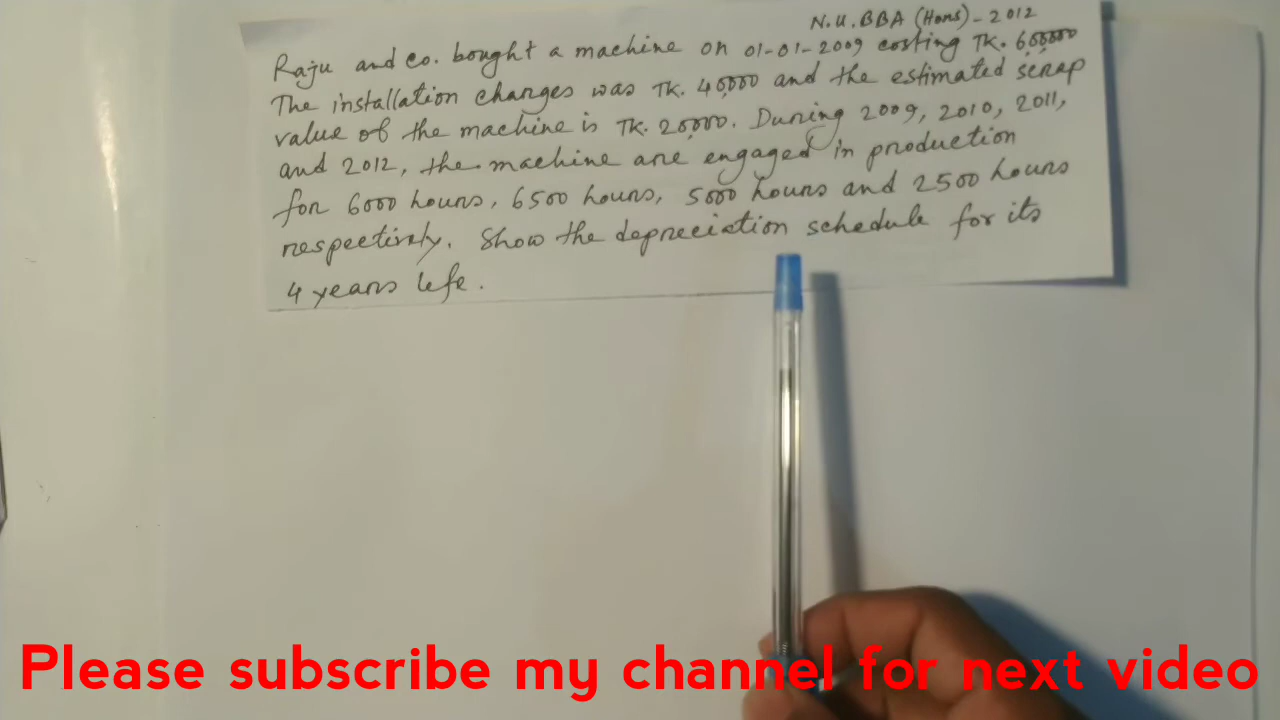 N.U.BBA (Hons) - 2012
Raju and co. bought a machine on 01-01-2009 costing TK. 600,000
The installation charges was TK. 40,000 and the estimated scrap
value of the machine is TK. 20,000. During 2009, 2010, 2011,
and 2012, the machine are engaged in production
for 6000 hours, 6500 hours, 5000 hours and 2500 hours
respectively. Show the depreciation schedule for its
4 years life.
Please subscribe my channel for next video